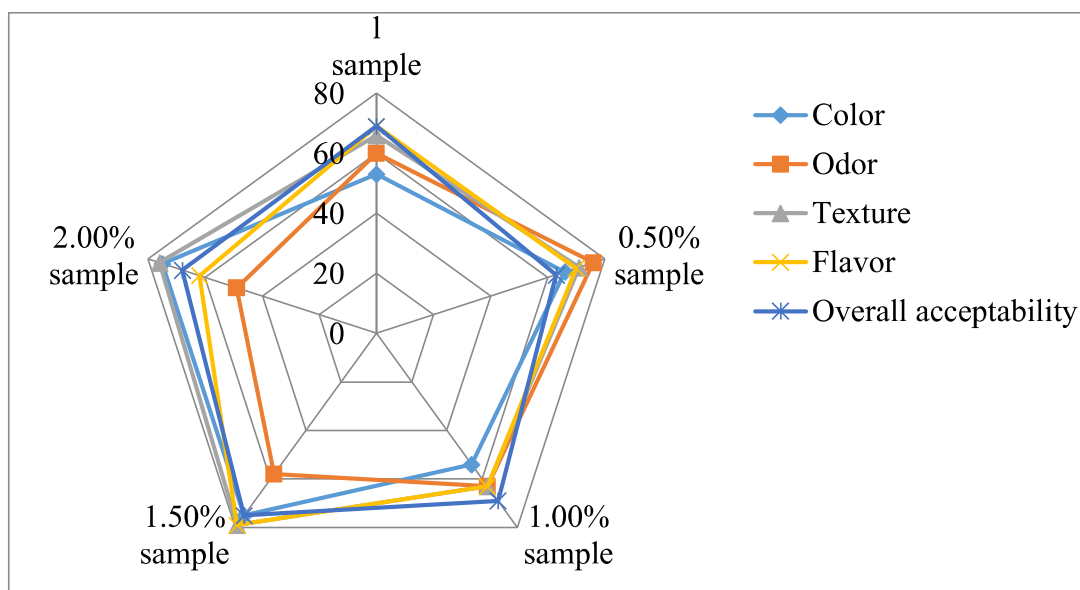 1
sample
80
60
40
20
0
0.50%
sample
1.00%
sample
1.50%
sample
2.00%
sample
Color
Odor
Texture
Flavor
Overall acceptability